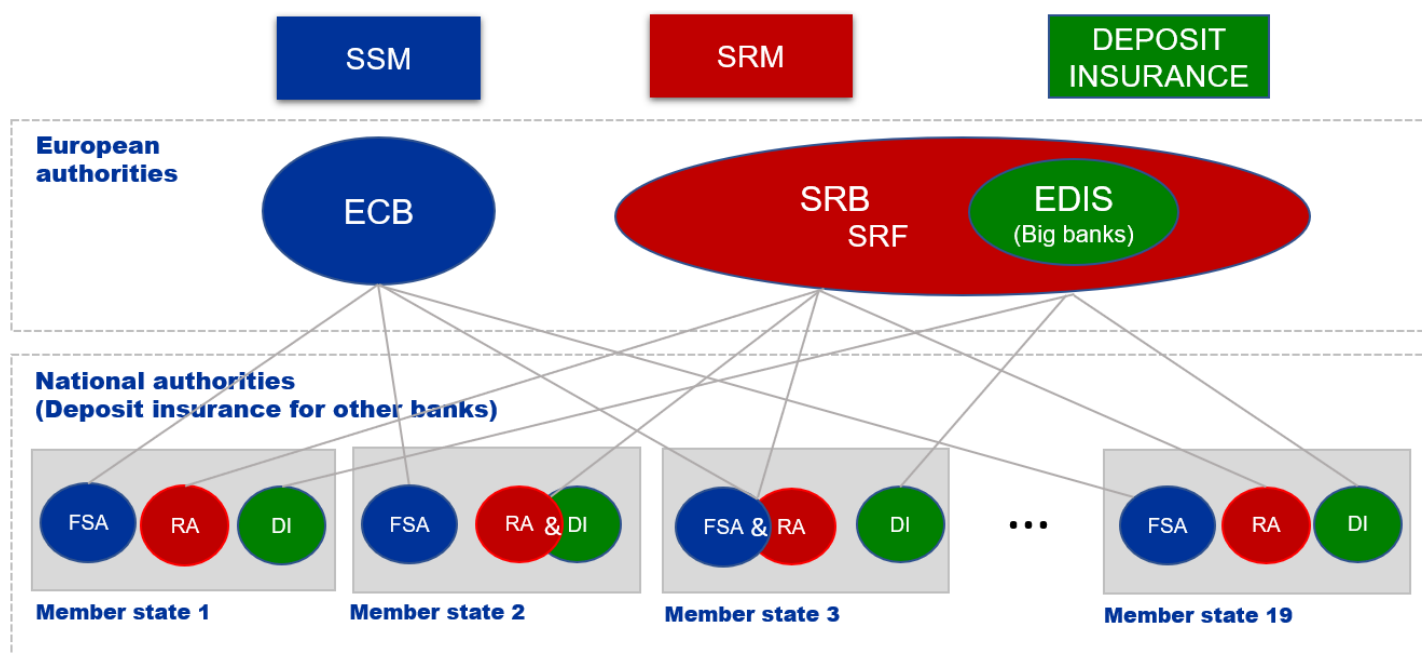 SSM
SRM
DEPOSIT
INSURANCE
European
authorities
ECB
SRB
SRF
EDIS
(Big banks)
National authorities
(Deposit insurance for other banks)
FSA
RA
DI
Member state 1
FSA
RA & DI
Member state 2
FSA & RA
DI
Member state 3
...
FSA
RA
DI
Member state 19